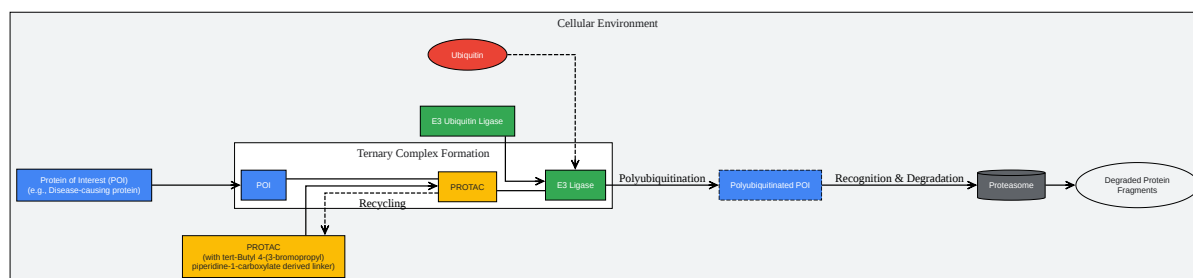 Cellular Environment
Ubiquitin
E3 Ubiquitin Ligase
Ternary Complex Formation
Protein of Interest (POI)
(e.g., Disease-causing protein)
POI
PROTAC
E3 Ligase
Polyubiquitination
Polyubiquitinated POI
Recognition & Degradation
Proteasome
Degraded Protein
Fragments
Recycling
PROTAC
(with tert-Butyl 4-(3-bromopropyl)
piperidine-1-carboxylate derived linker)